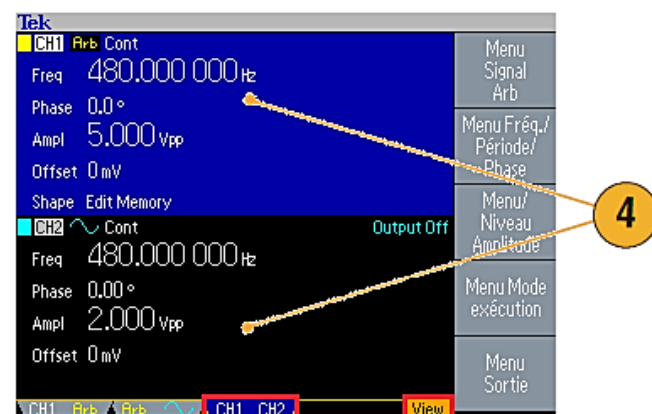 Tek
CH1 Arb Cont
Freq 480.000 000 Hz
Phase 0.0 °
Ampl 5.000 Vpp
Offset 0 mV
Shape Edit Memory
CH2 Cont Output Off
Freq 480.000 000 Hz
Phase 0.00 °
Ampl 2.000 Vpp
Offset 0 mV
CH1 Arb Arb CH1 CH2 View
Menu
Signal
Arb
Menu Fréq./
Période/
Phase
Menu/
Niveau
Amplitude
Menu Mode
exécution
Menu
Sortie
4